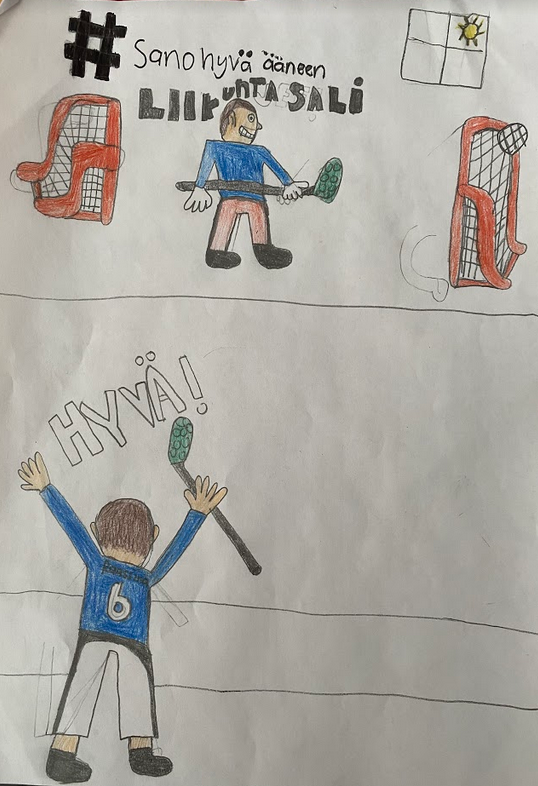 # Sano hyvä ääneen
LIIKUNTASALI
HYVÄ!
6